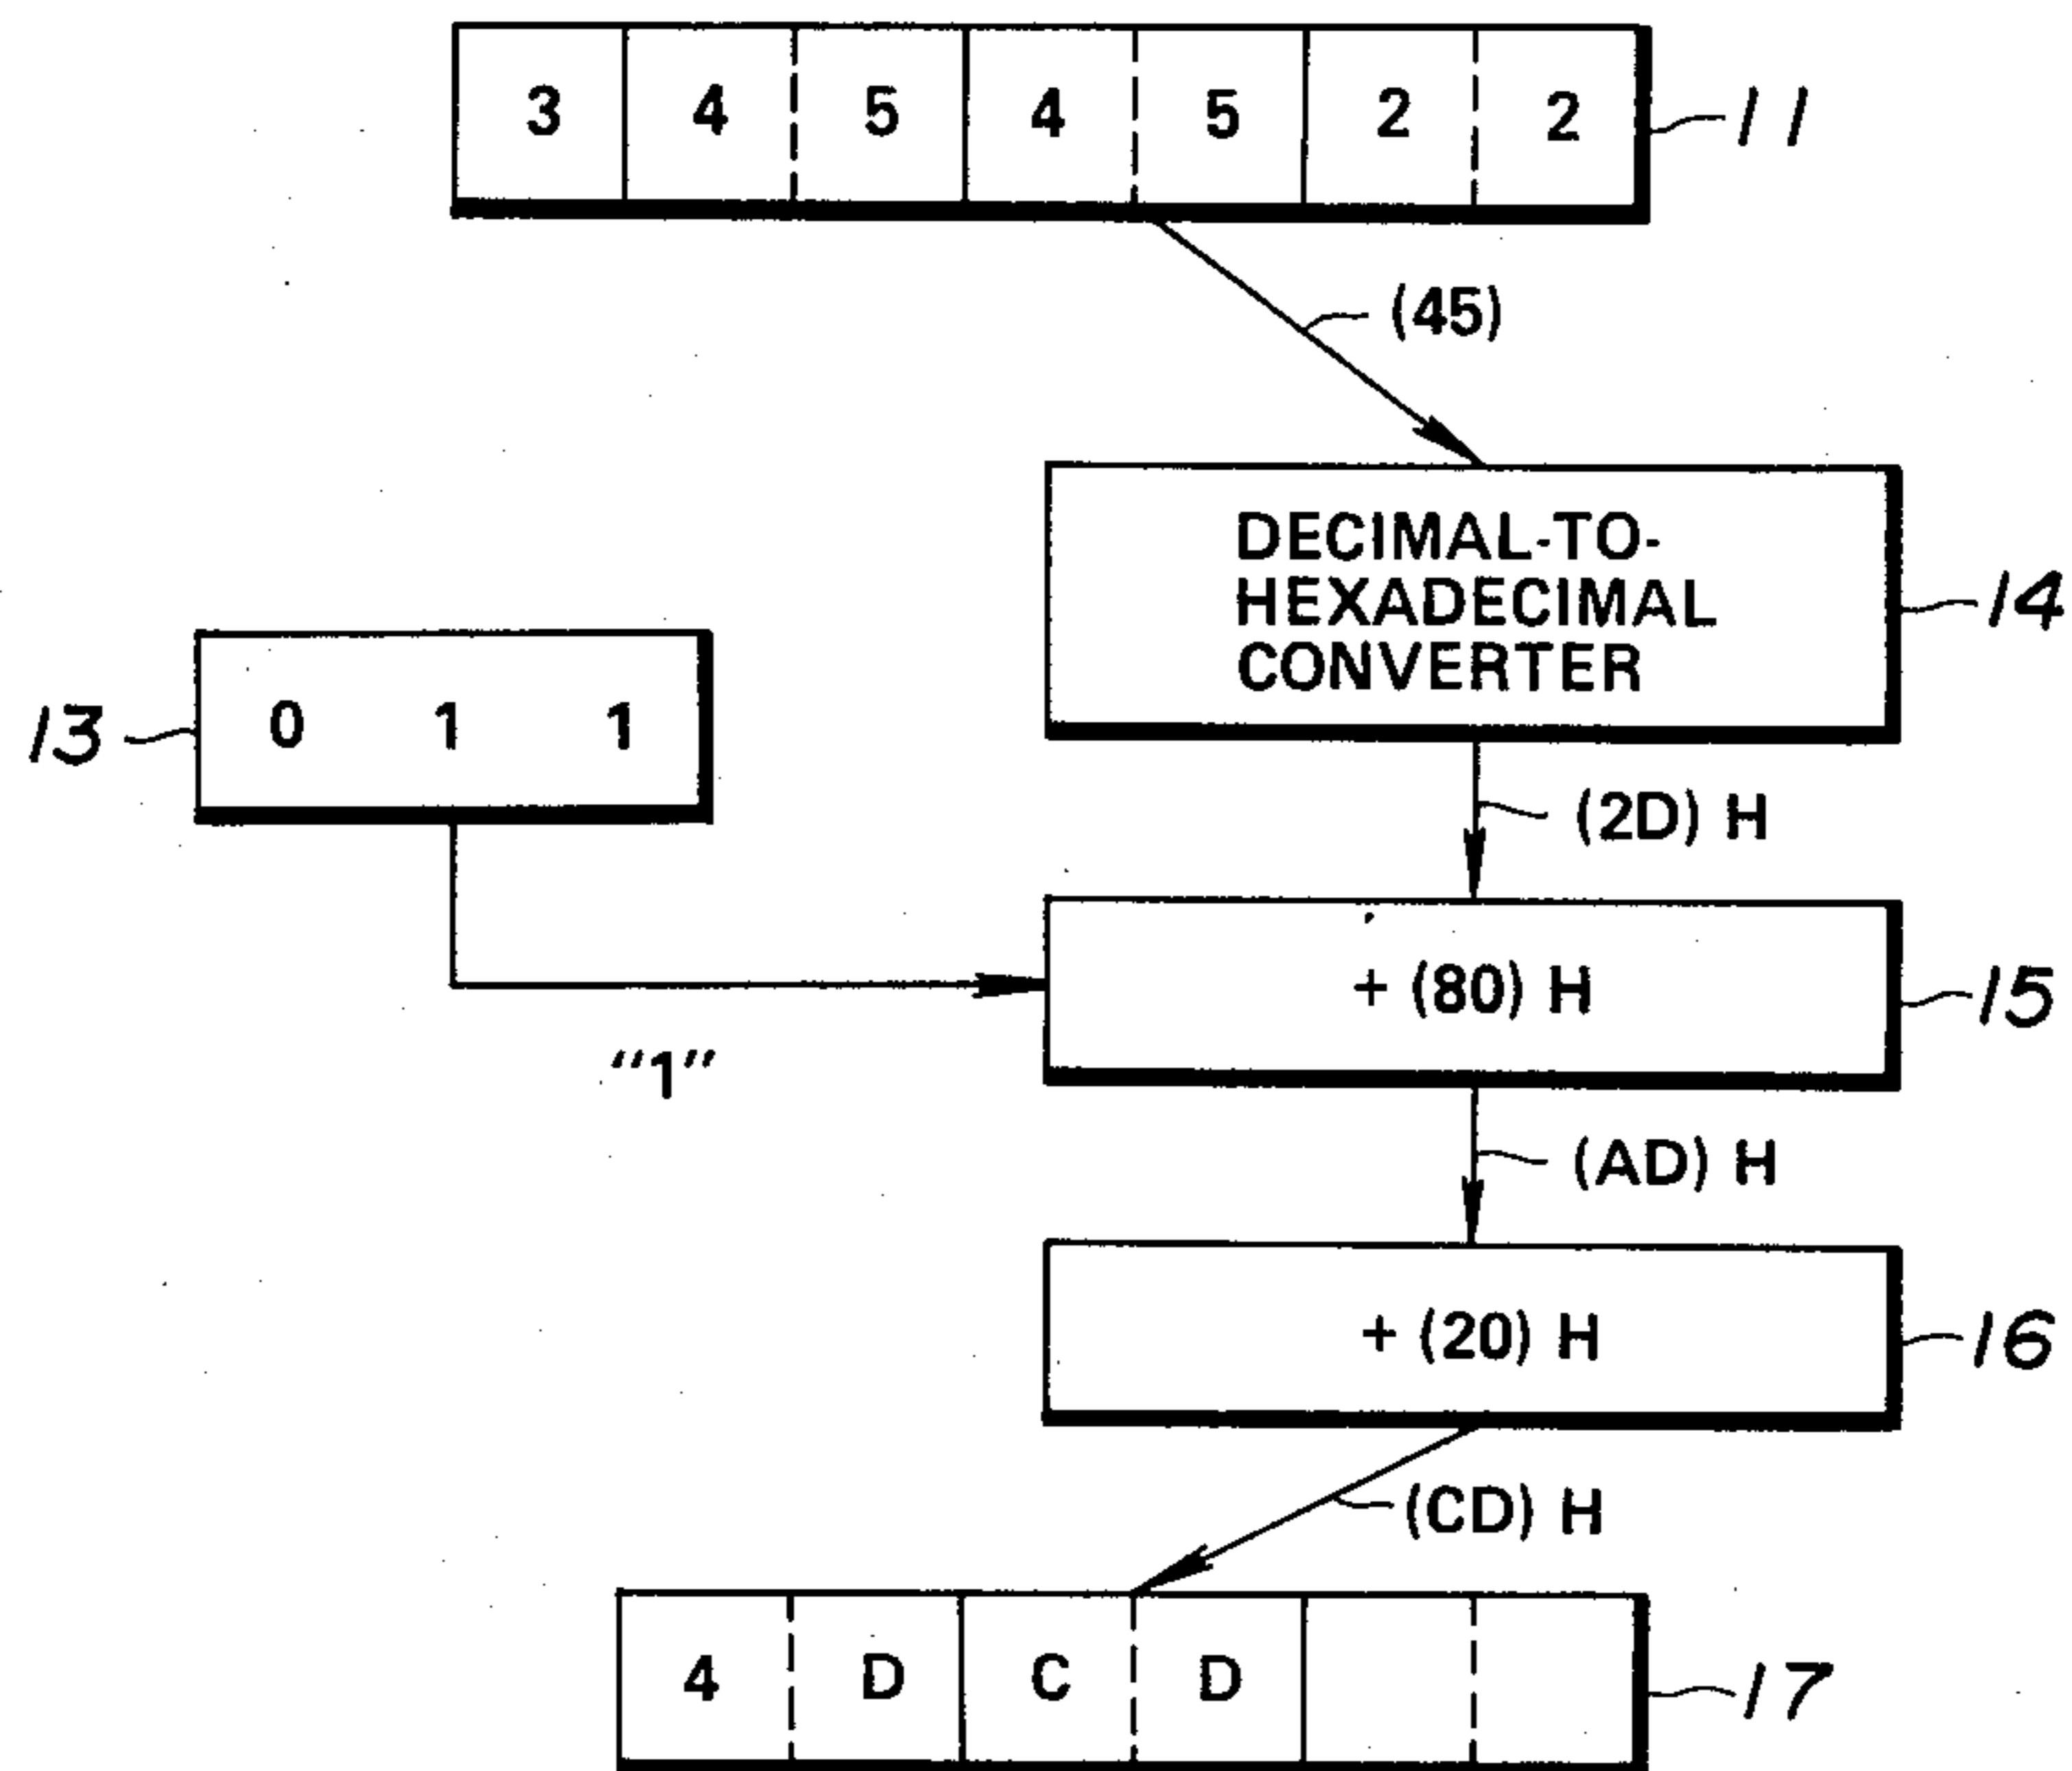 3 4 5 4 5 2 2
11
(45)
DECIMAL-TO-
HEXADECIMAL
CONVERTER
14
0 1 1
13
(2D) H
+ (80) H
15
"1"
(AD) H
+ (20) H
16
(CD) H
4 D C D
17